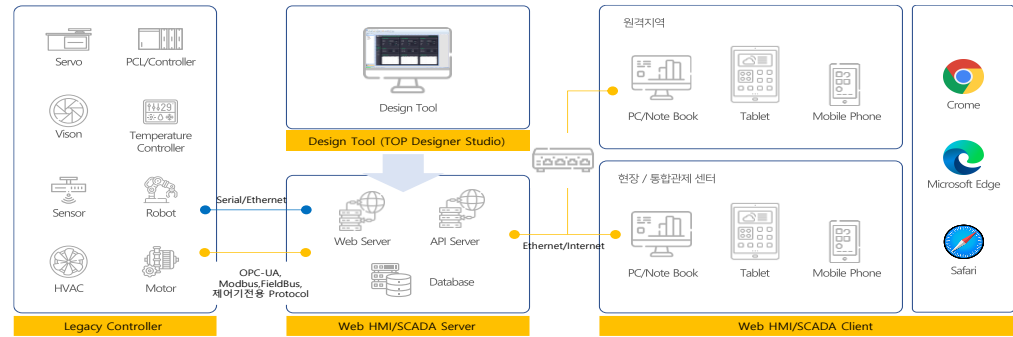 Servo
PCL/Controller
Vison
Temperature
Controller
Sensor
Robot
HVAC
Motor
Legacy Controller
Serial/Ethernet
OPC-UA,
Modbus,FieldBus,
제어기전용 Protocol
Design Tool
Design Tool (TOP Designer Studio)
Web Server
API Server
Database
Web HMI/SCADA Server
Ethernet/Internet
원격지역
PC/Note Book
Tablet
Mobile Phone
현장 / 통합관제 센터
PC/Note Book
Tablet
Mobile Phone
Crome
Microsoft Edge
Safari
Web HMI/SCADA Client